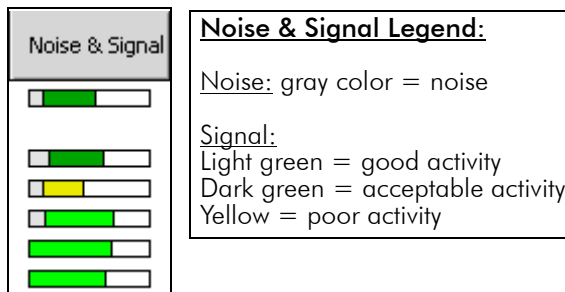 Noise & Signal
Noise & Signal Legend:
Noise: gray color = noise
Signal:
Light green = good activity
Dark green = acceptable activity
Yellow = poor activity